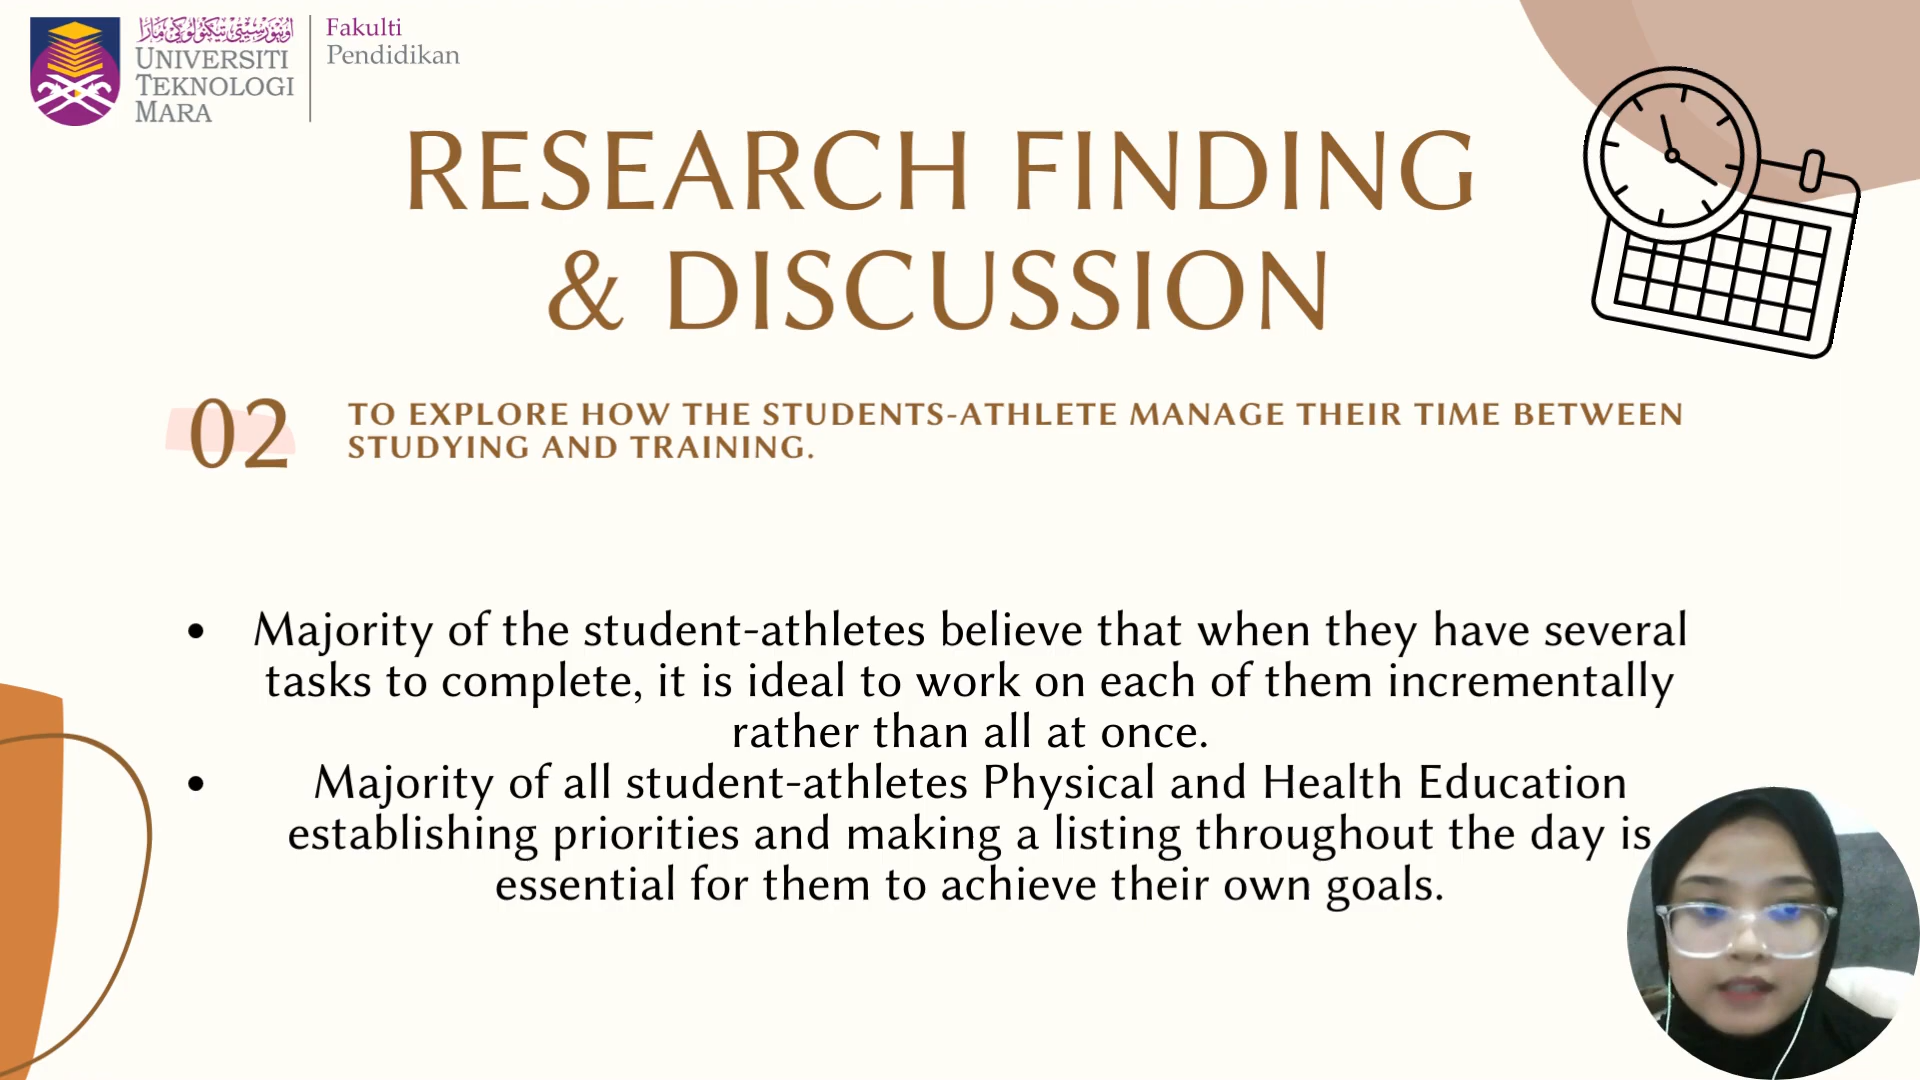 اونيۏرسيتي تيكنولوڬي مارا
UNIVERSITI
TEKNOLOGI
MARA
Fakulti
Pendidikan
RESEARCH FINDING
& DISCUSSION
02
TO EXPLORE HOW THE STUDENTS-ATHLETE MANAGE THEIR TIME BETWEEN
STUDYING AND TRAINING.
• Majority of the student-athletes believe that when they have several
tasks to complete, it is ideal to work on each of them incrementally
rather than all at once.
• Majority of all student-athletes Physical and Health Education
establishing priorities and making a listing throughout the day is
essential for them to achieve their own goals.